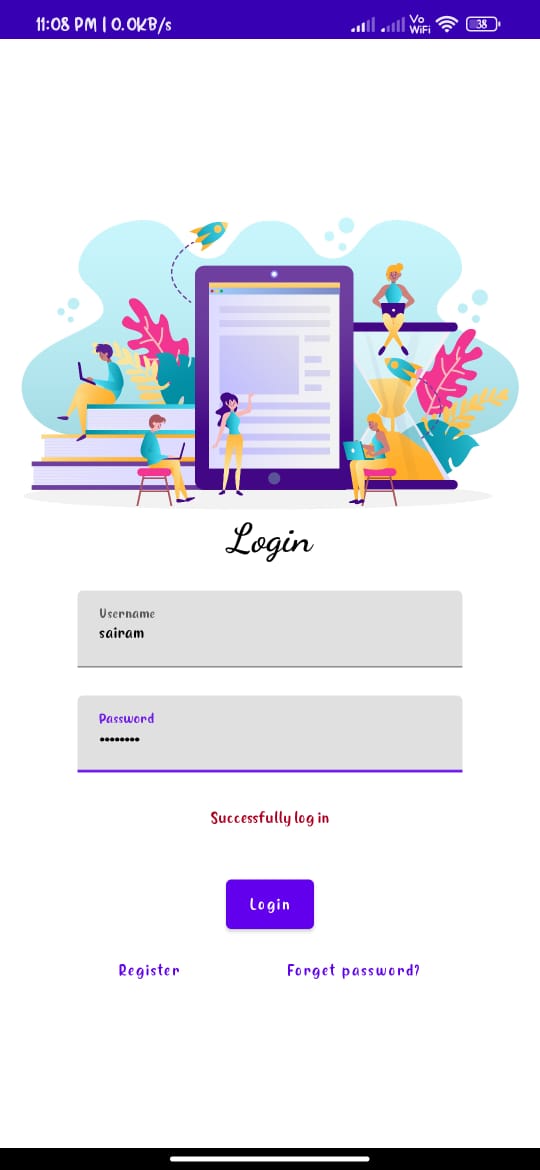 11:08 PM | 0.0KB/s Vo WiFi 38
Login
Username
sairam
Password
••••••••
Successfully log in
Login
Register Forget password?